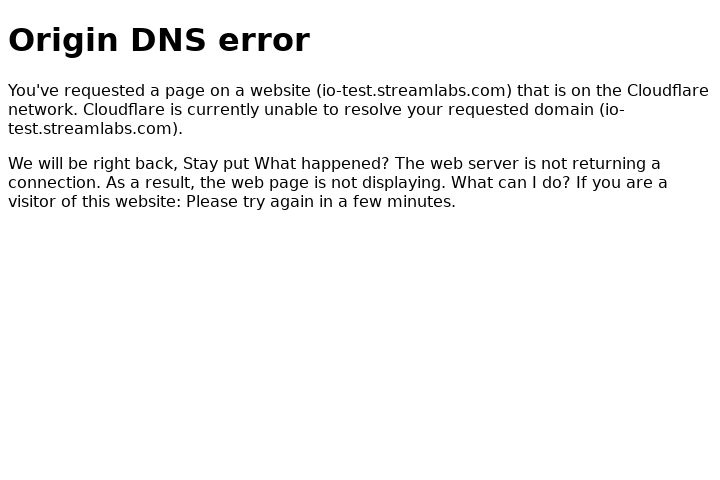 Origin DNS error
You've requested a page on a website (io-test.streamlabs.com) that is on the Cloudflare
network. Cloudflare is currently unable to resolve your requested domain (io-
test.streamlabs.com).
We will be right back, Stay put What happened? The web server is not returning a
connection. As a result, the web page is not displaying. What can I do? If you are a
visitor of this website: Please try again in a few minutes.